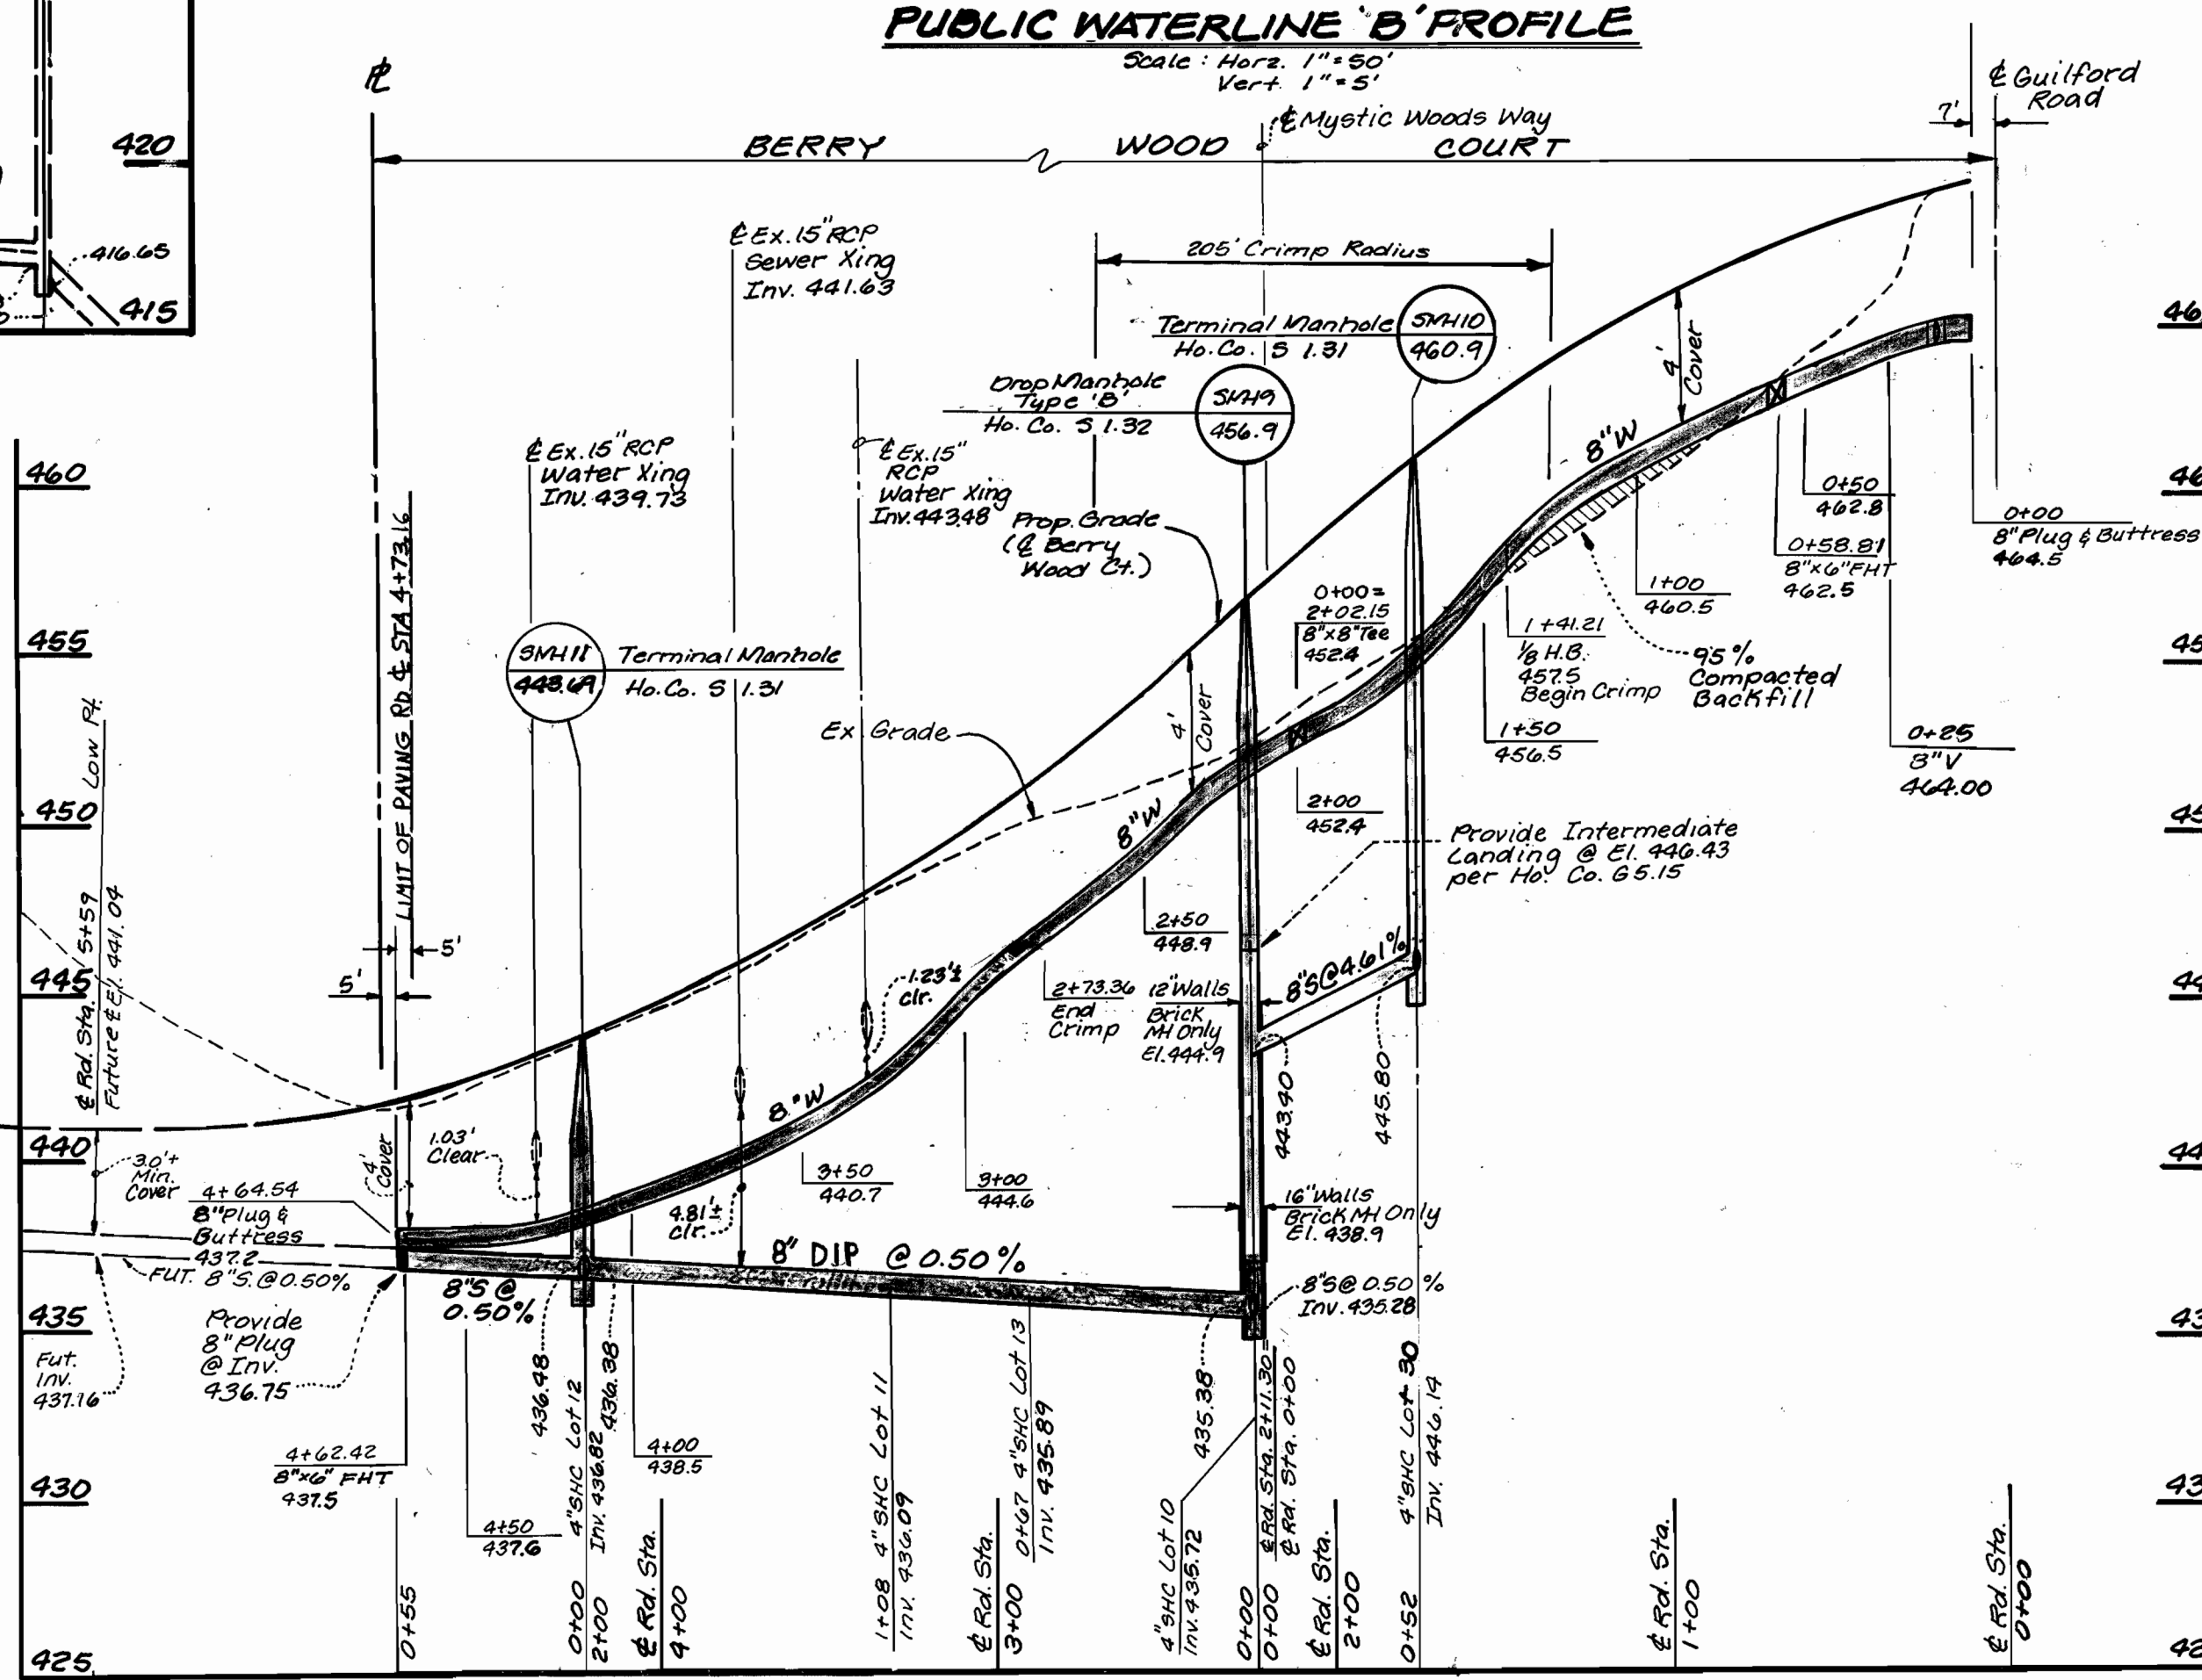 PUBLIC WATERLINE 'B' PROFILE
Scale: Horz. 1"=50'
Vert. 1"=5'
℄ Guilford
Road
7'
℄ Mystic Woods Way
BERRY WOOD COURT
420
416.65
415
℄ Ex. 15" RCP
Sewer Xing
Inv. 441.63
205' Crimp Radius
Terminal Manhole
Ho. Co. S 1.31
SMH10
460.9
Drop Manhole
Type 'B'
Ho. Co. S 1.32
SMH9
456.9
4'
Cover
8"W
℄ Ex. 15" RCP
Water Xing
Inv. 439.73
℄ Ex. 15"
RCP
Water Xing
Inv. 443.48
Prop. Grade
(℄ Berry
Wood Ct.)
460
0+50
462.8
0+00
8" Plug & Buttress
464.5
0+58.81
8"x6" FHT
462.5
1+00
460.5
0+00=
2+02.15
8"x8" Tee
452.4
1+41.21
1/8 H.B.
457.5
Begin Crimp
95%
Compacted
Backfill
1+50
456.5
0+25
8"V
464.00
LIMIT OF PAVING RD ℄ STA 4+73.16
SMH11
Terminal Manhole
Ho. Co. S 1.31
455
Ex Grade
4'
Cover
8"W
2+00
452.4
Provide Intermediate
Landing @ El. 446.43
per Ho. Co. G5.15
450
Low Pt.
℄ Rd. Sta. 5+59
Future ℄ El. 441.04
5'
5'
445
2+50
448.9
8"S @ 4.61%
1.23'±
clr.
2+73.36
End
Crimp
12" Walls
Brick
MH Only
El. 444.9
443.40
445.80
8"W
440
3.0'+
Min.
Cover
4'
Cover
1.03'
Clear
3+50
440.7
3+00
444.6
4.81'±
clr.
16" Walls
Brick MH Only
El. 438.9
4+64.54
8" Plug &
Buttress
437.2
FUT. 8"S. @ 0.50%
8" DIP @ 0.50%
8"S @
0.50%
8"S @ 0.50%
Inv. 435.28
435
Provide
8" Plug
@ Inv.
436.75
Fut.
Inv.
437.16
436.48
436.38
435.38
4+62.42
8"x6" FHT
437.5
4+00
438.5
430
4+50
437.6
4"SHC Lot 12
Inv. 436.82
1+08 4"SHC Lot 11
Inv. 436.09
0+67 4"SHC Lot 13
Inv. 435.89
4"SHC Lot 10
Inv. 435.72
℄ Rd. Sta. 2+11.30=
℄ Rd. Sta. 0+00
4"SHC Lot 30
Inv. 446.14
425
0+55
0+00
2+00
℄ Rd. Sta.
4+00
℄ Rd. Sta.
3+00
0+00
0+00
℄ Rd. Sta.
2+00
0+52
℄ Rd. Sta.
1+00
℄ Rd. Sta.
0+00